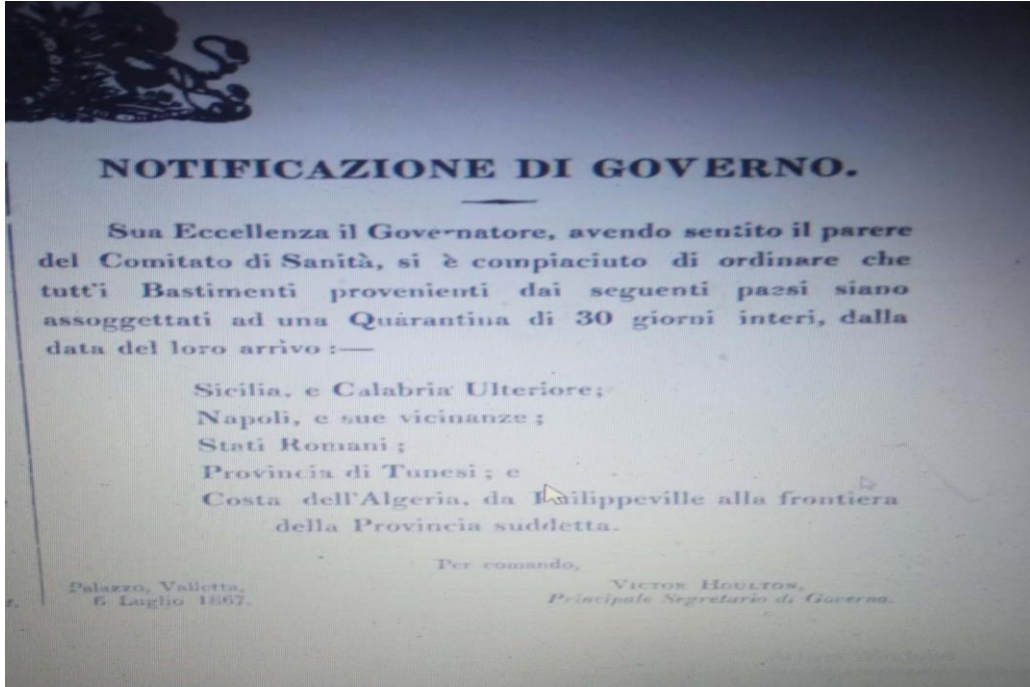 NOTIFICAZIONE DI GOVERNO.
Sua Eccellenza il Governatore, avendo sentito il parere
del Comitato di Sanità, si è compiaciuto di ordinare che
tutt'i Bastimenti provenienti dai seguenti paesi siano
assoggettati ad una Quarantina di 30 giorni interi, dalla
data del loro arrivo :—
Sicilia, e Calabria Ulteriore;
Napoli, e sue vicinanze ;
Stati Romani ;
Provincia di Tunesi ; e
Costa dell'Algeria, da Philippeville alla frontiera
della Provincia suddetta.
Per comando,
Palazzo, Valletta,
6 Luglio 1867.
VICTOR HOULTON,
Principale Segretario di Governo.